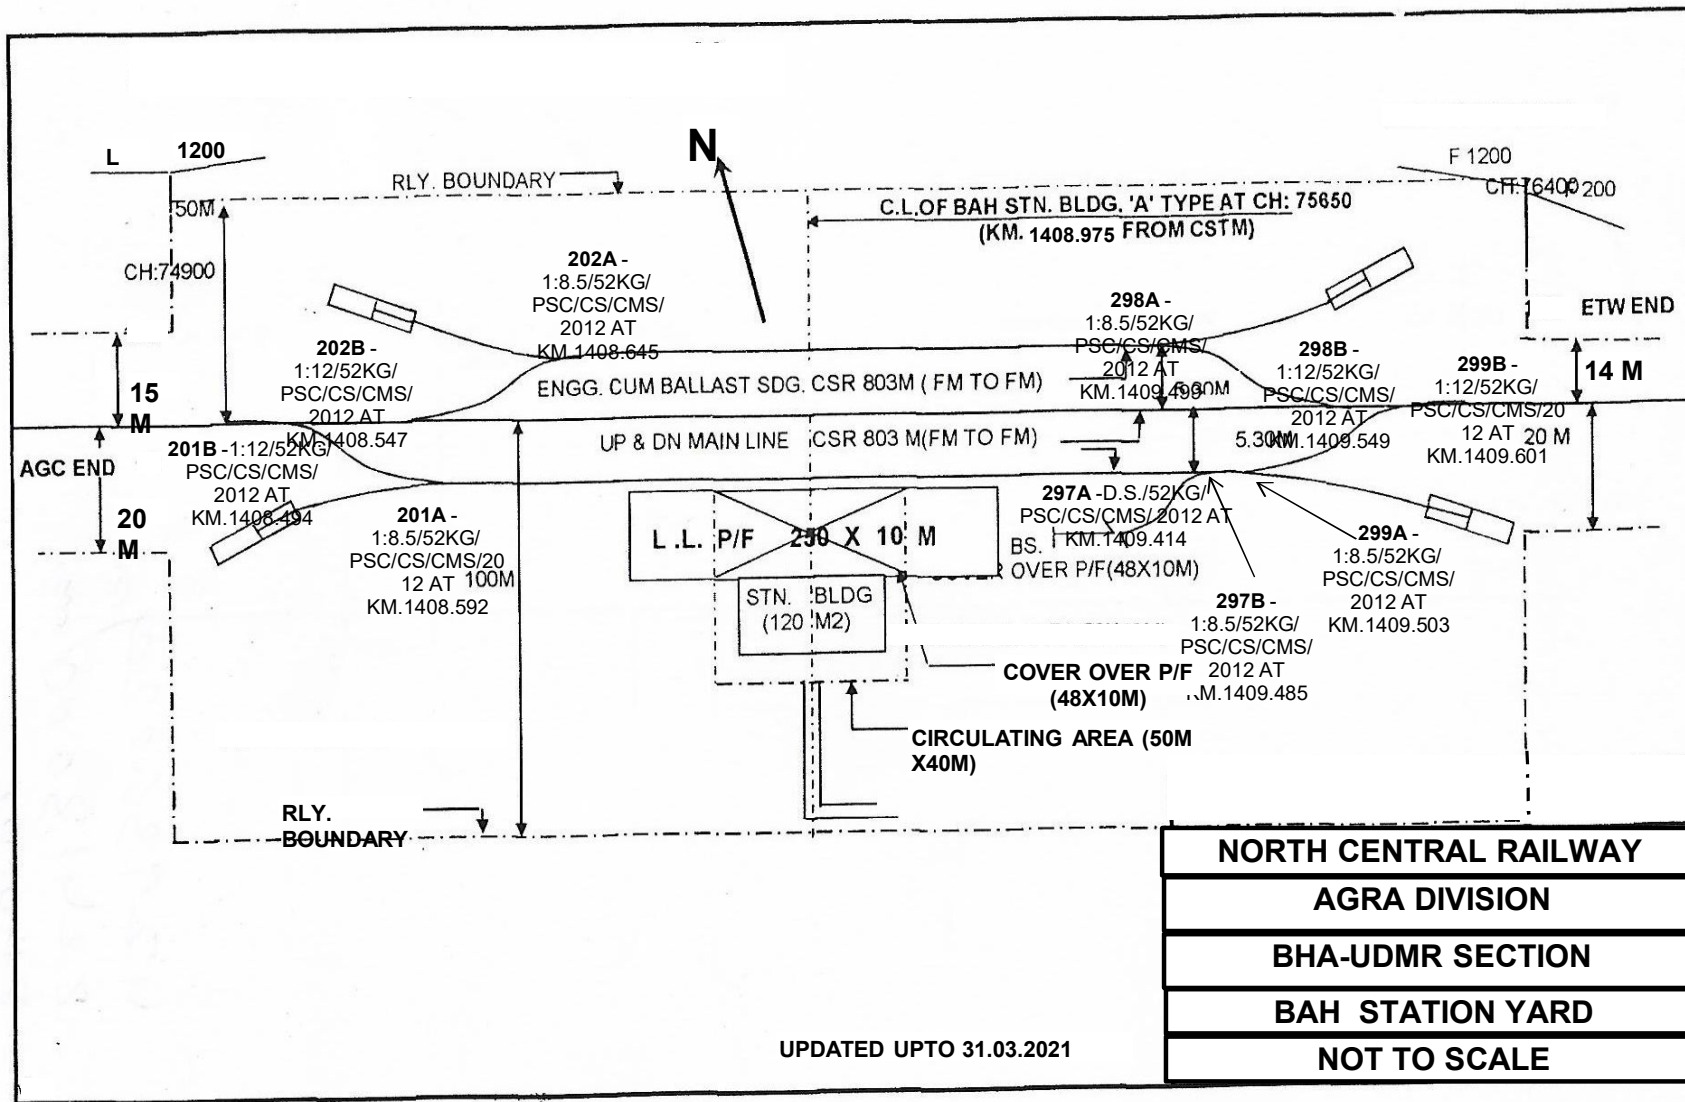 L 1200
N
F 1200
RLY. BOUNDARY
CH:76400
F 200
50M
C.L.OF BAH STN. BLDG. 'A' TYPE AT CH: 75650
(KM. 1408.975 FROM CSTM)
CH:74900
202A -
1:8.5/52KG/
PSC/CS/CMS/
2012 AT
KM.1408.645
298A -
1:8.5/52KG/
PSC/CS/CMS/
2012 AT
KM.1409.499
ETW END
202B -
1:12/52KG/
PSC/CS/CMS/
2012 AT
KM.1408.547
298B -
1:12/52KG/
PSC/CS/CMS/
2012 AT
KM.1409.549
299B -
1:12/52KG/
PSC/CS/CMS/20
12 AT
KM.1409.601
14 M
15
M
ENGG. CUM BALLAST SDG. CSR 803M ( FM TO FM)
5.30M
UP & DN MAIN LINE CSR 803 M(FM TO FM)
5.30M
20 M
AGC END
201B -1:12/52KG/
PSC/CS/CMS/
2012 AT
KM.1408.494
20
M
201A -
1:8.5/52KG/
PSC/CS/CMS/20
12 AT
KM.1408.592
100M
L .L. P/F 250 X 10 M
297A -D.S./52KG/
PSC/CS/CMS/ 2012 AT
KM.1409.414
BS.
OVER P/F(48X10M)
299A -
1:8.5/52KG/
PSC/CS/CMS/
2012 AT
KM.1409.503
STN. BLDG
(120 M2)
297B -
1:8.5/52KG/
PSC/CS/CMS/
2012 AT
KM.1409.485
COVER OVER P/F
(48X10M)
CIRCULATING AREA (50M
X40M)
RLY.
BOUNDARY
NORTH CENTRAL RAILWAY
AGRA DIVISION
BHA-UDMR SECTION
BAH STATION YARD
NOT TO SCALE
UPDATED UPTO 31.03.2021